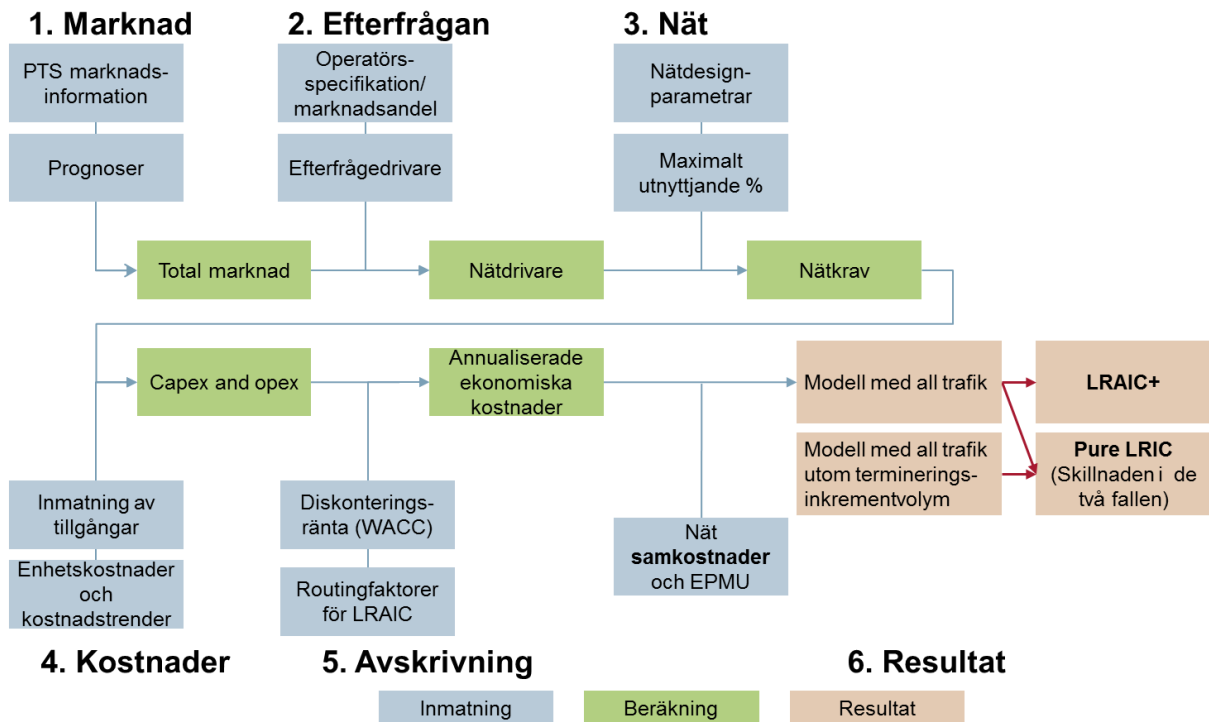 1. Marknad
2. Efterfrågan
3. Nät
PTS marknads-
information
Operatörs-
specifikation/
marknadsandel
Nätdesign-
parametrar
Prognoser
Efterfrågedrivare
Maximalt
utnyttjande %
Total marknad
Nätdrivare
Nätkrav
Capex and opex
Annualiserade
ekonomiska
kostnader
Modell med all trafik
LRAIC+
Modell med all trafik
utom terminerings-
inkrementvolym
Pure LRIC
(Skillnaden i de
två fallen)
Inmatning av
tillgångar
Diskonterings-
ränta (WACC)
Nät
samkostnader
och EPMU
Enhetskostnader
och
kostnadstrender
Routingfaktorer
för LRAIC
4. Kostnader
5. Avskrivning
6. Resultat
Inmatning
Beräkning
Resultat